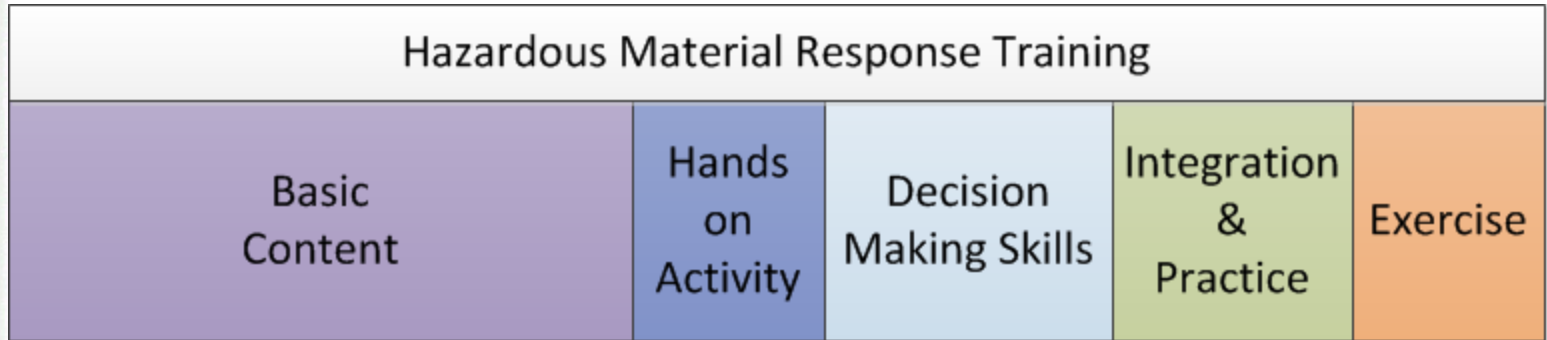 Hazardous Material Response Training
Basic
Content
Hands
on
Activity
Decision
Making Skills
Integration
&
Practice
Exercise